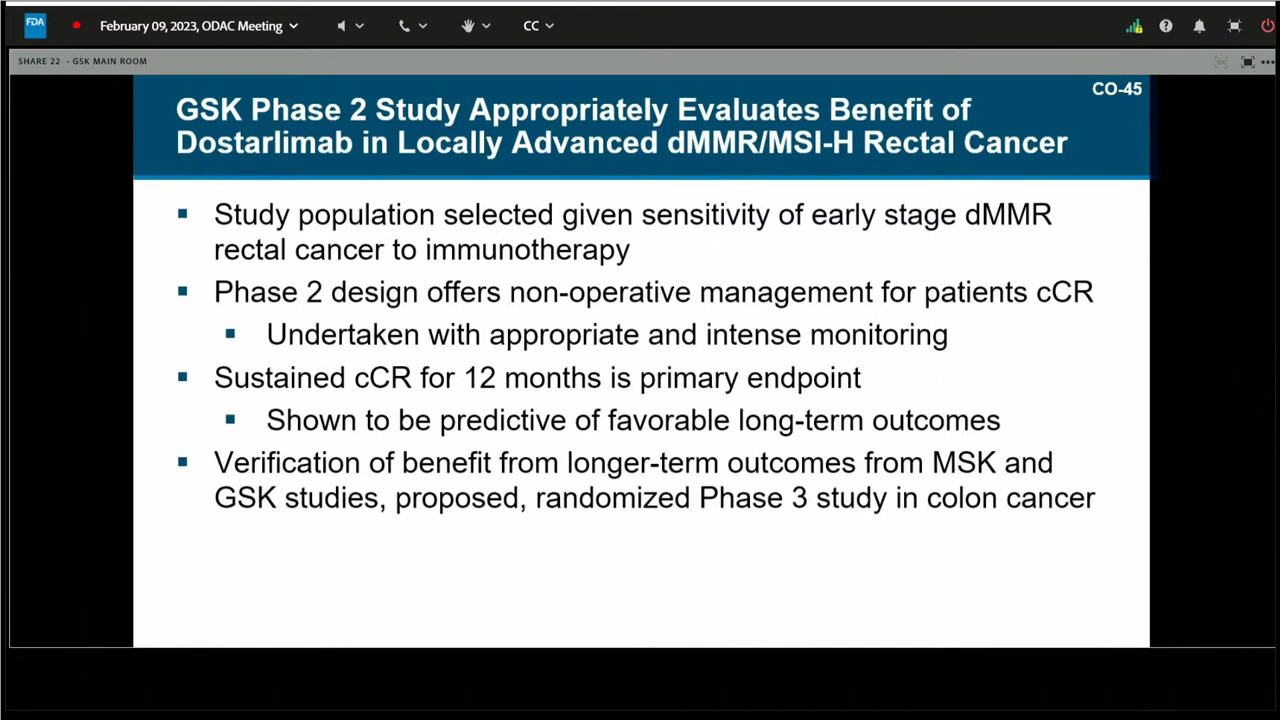 FDA
February 09, 2023, ODAC Meeting
CC
SHARE 22 - GSK MAIN ROOM
CO-45
GSK Phase 2 Study Appropriately Evaluates Benefit of
Dostarlimab in Locally Advanced dMMR/MSI-H Rectal Cancer
▪ Study population selected given sensitivity of early stage dMMR
rectal cancer to immunotherapy
▪ Phase 2 design offers non-operative management for patients cCR
▪ Undertaken with appropriate and intense monitoring
▪ Sustained cCR for 12 months is primary endpoint
▪ Shown to be predictive of favorable long-term outcomes
▪ Verification of benefit from longer-term outcomes from MSK and
GSK studies, proposed, randomized Phase 3 study in colon cancer